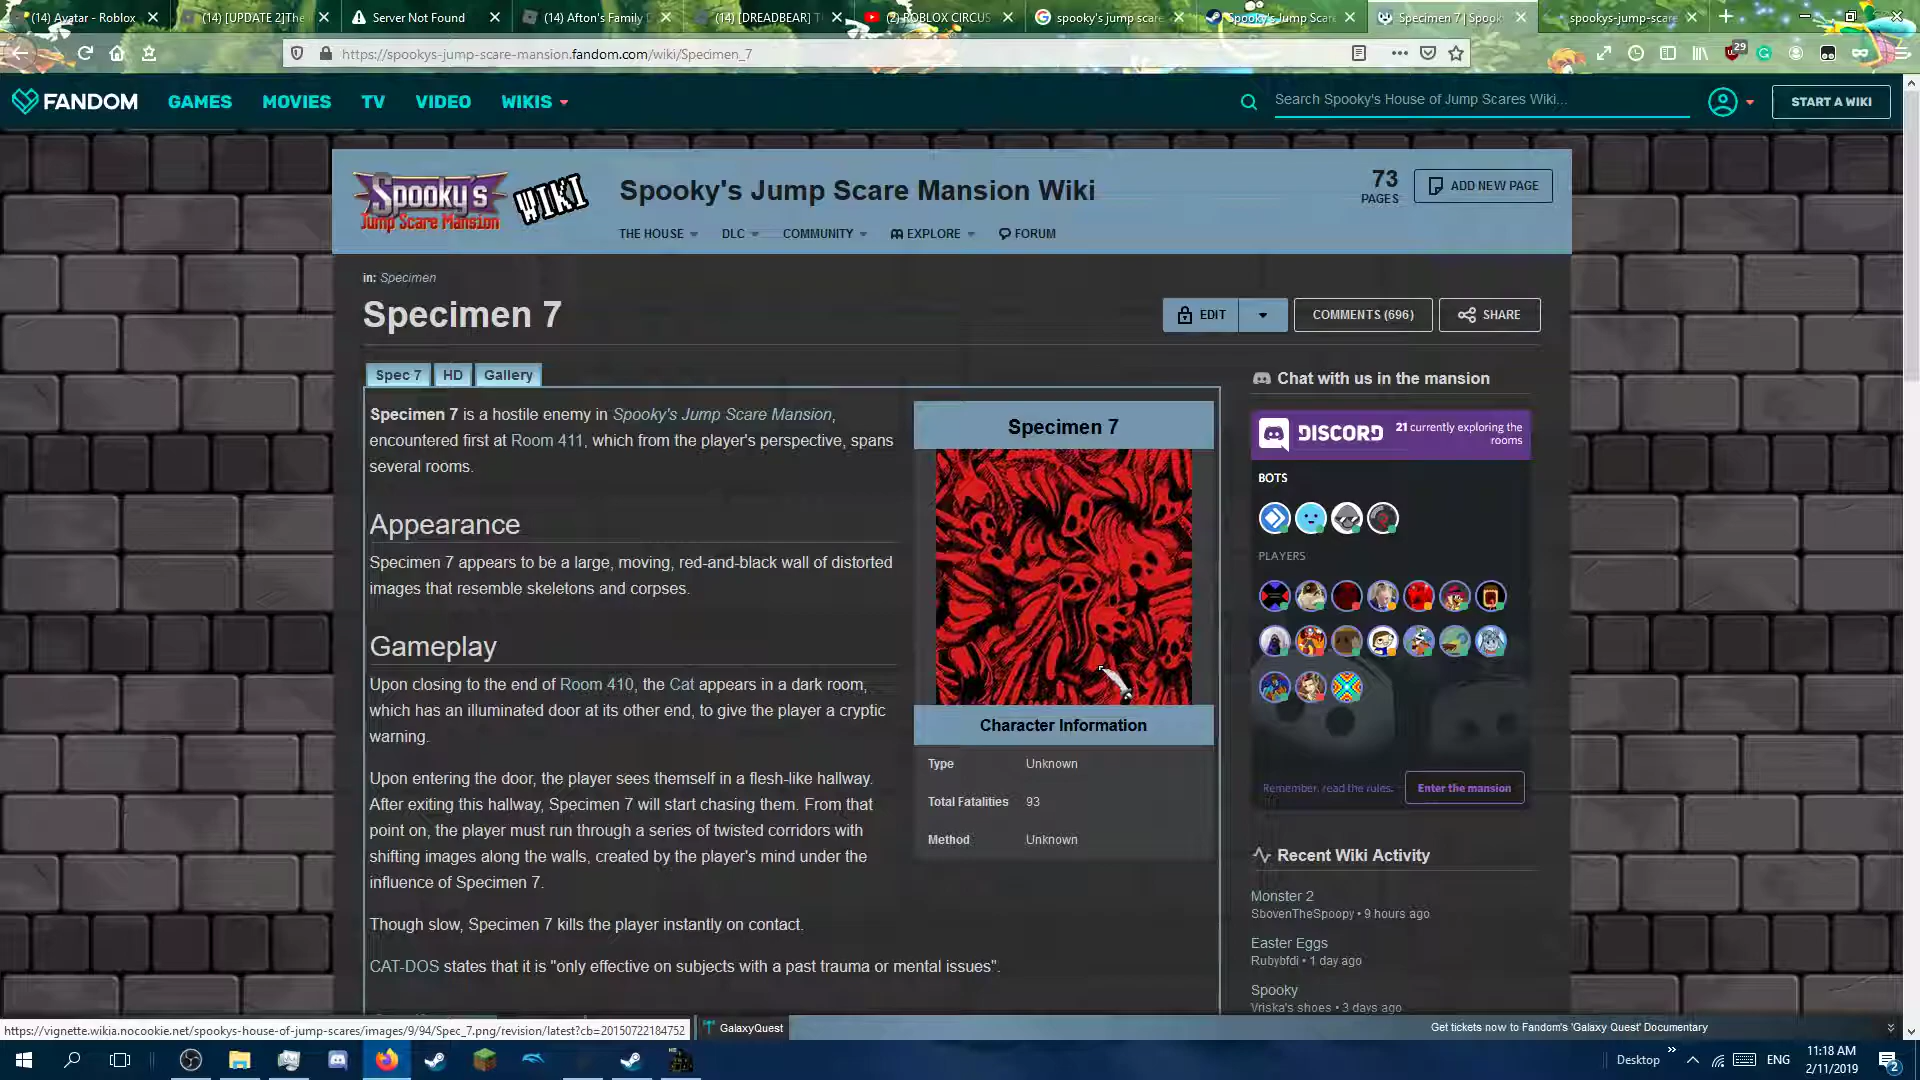 (14) Avatar - Roblox
(14) [UPDATE 2]The
Server Not Found
(14) Afton's Family D
(14) [DREADBEAR] T
(2) ROBLOX CIRCUS
spooky's jump scare
Spooky's Jump Scare
Specimen 7 | Spook
spookys-jump-scare
https://spookys-jump-scare-mansion.fandom.com/wiki/Specimen_7
29
FANDOM
GAMES
MOVIES
TV
VIDEO
WIKIS
Search Spooky's House of Jump Scares Wiki...
START A WIKI
Spooky's
Jump Scare Mansion
WIKI
Spooky's Jump Scare Mansion Wiki
73
PAGES
ADD NEW PAGE
THE HOUSE
DLC
COMMUNITY
EXPLORE
FORUM
in: Specimen
Specimen 7
EDIT
COMMENTS (696)
SHARE
Spec 7
HD
Gallery
Specimen 7 is a hostile enemy in Spooky's Jump Scare Mansion,
encountered first at Room 411, which from the player's perspective, spans
several rooms.
Appearance
Specimen 7 appears to be a large, moving, red-and-black wall of distorted
images that resemble skeletons and corpses.
Gameplay
Upon closing to the end of Room 410, the Cat appears in a dark room,
which has an illuminated door at its other end, to give the player a cryptic
warning.
Upon entering the door, the player sees themself in a flesh-like hallway.
After exiting this hallway, Specimen 7 will start chasing them. From that
point on, the player must run through a series of twisted corridors with
shifting images along the walls, created by the player's mind under the
influence of Specimen 7.
Though slow, Specimen 7 kills the player instantly on contact.
CAT-DOS states that it is "only effective on subjects with a past trauma or mental issues".
Specimen 7
Character Information
Type Unknown
Total Fatalities 93
Method Unknown
Chat with us in the mansion
DISCORD
21 currently exploring the
rooms
BOTS
PLAYERS
Remember, read the rules.
Enter the mansion
Recent Wiki Activity
Monster 2
SbovenTheSpoopy • 9 hours ago
Easter Eggs
Rubybfdi • 1 day ago
Spooky
Vriska's shoes • 3 days ago
https://vignette.wikia.nocookie.net/spookys-house-of-jump-scares/images/9/94/Spec_7.png/revision/latest?cb=20150722184752
GalaxyQuest
Get tickets now to Fandom's 'Galaxy Quest' Documentary
Desktop
ENG
11:18 AM
2/11/2019
2